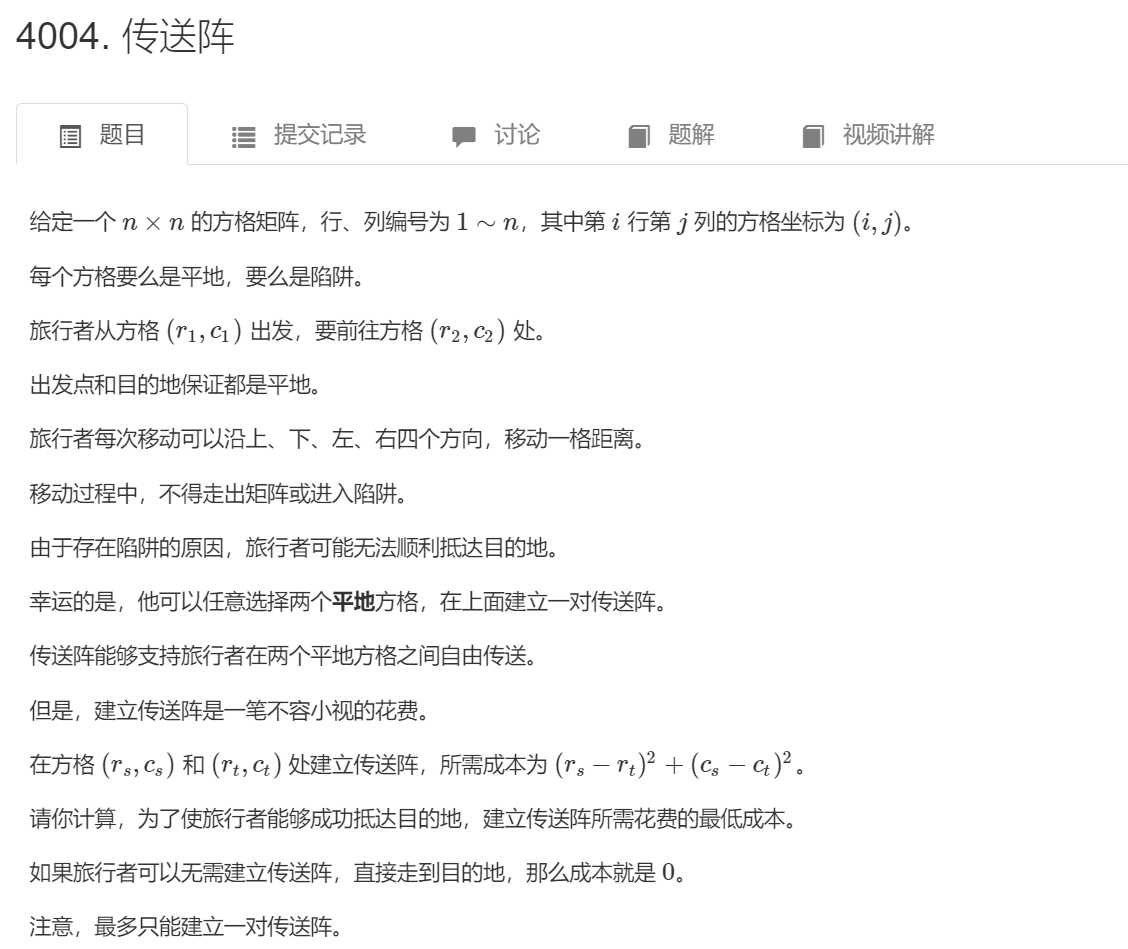 4004. 传送阵
题目 提交记录 讨论 题解 视频讲解
给定一个 n × n 的方格矩阵，行、列编号为 1 ∼ n，其中第 i 行第 j 列的方格坐标为 (i, j)。
每个方格要么是平地，要么是陷阱。
旅行者从方格 (r₁, c₁) 出发，要前往方格 (r₂, c₂) 处。
出发点和目的地保证都是平地。
旅行者每次移动可以沿上、下、左、右四个方向，移动一格距离。
移动过程中，不得走出矩阵或进入陷阱。
由于存在陷阱的原因，旅行者可能无法顺利抵达目的地。
幸运的是，他可以任意选择两个平地方格，在上面建立一对传送阵。
传送阵能够支持旅行者在两个平地方格之间自由传送。
但是，建立传送阵是一笔不容小视的花费。
在方格 (rₛ, cₛ) 和 (rₜ, cₜ) 处建立传送阵，所需成本为 (rₛ − rₜ)² + (cₛ − cₜ)²。
请你计算，为了使旅行者能够成功抵达目的地，建立传送阵所需花费的最低成本。
如果旅行者可以无需建立传送阵，直接走到目的地，那么成本就是 0。
注意，最多只能建立一对传送阵。